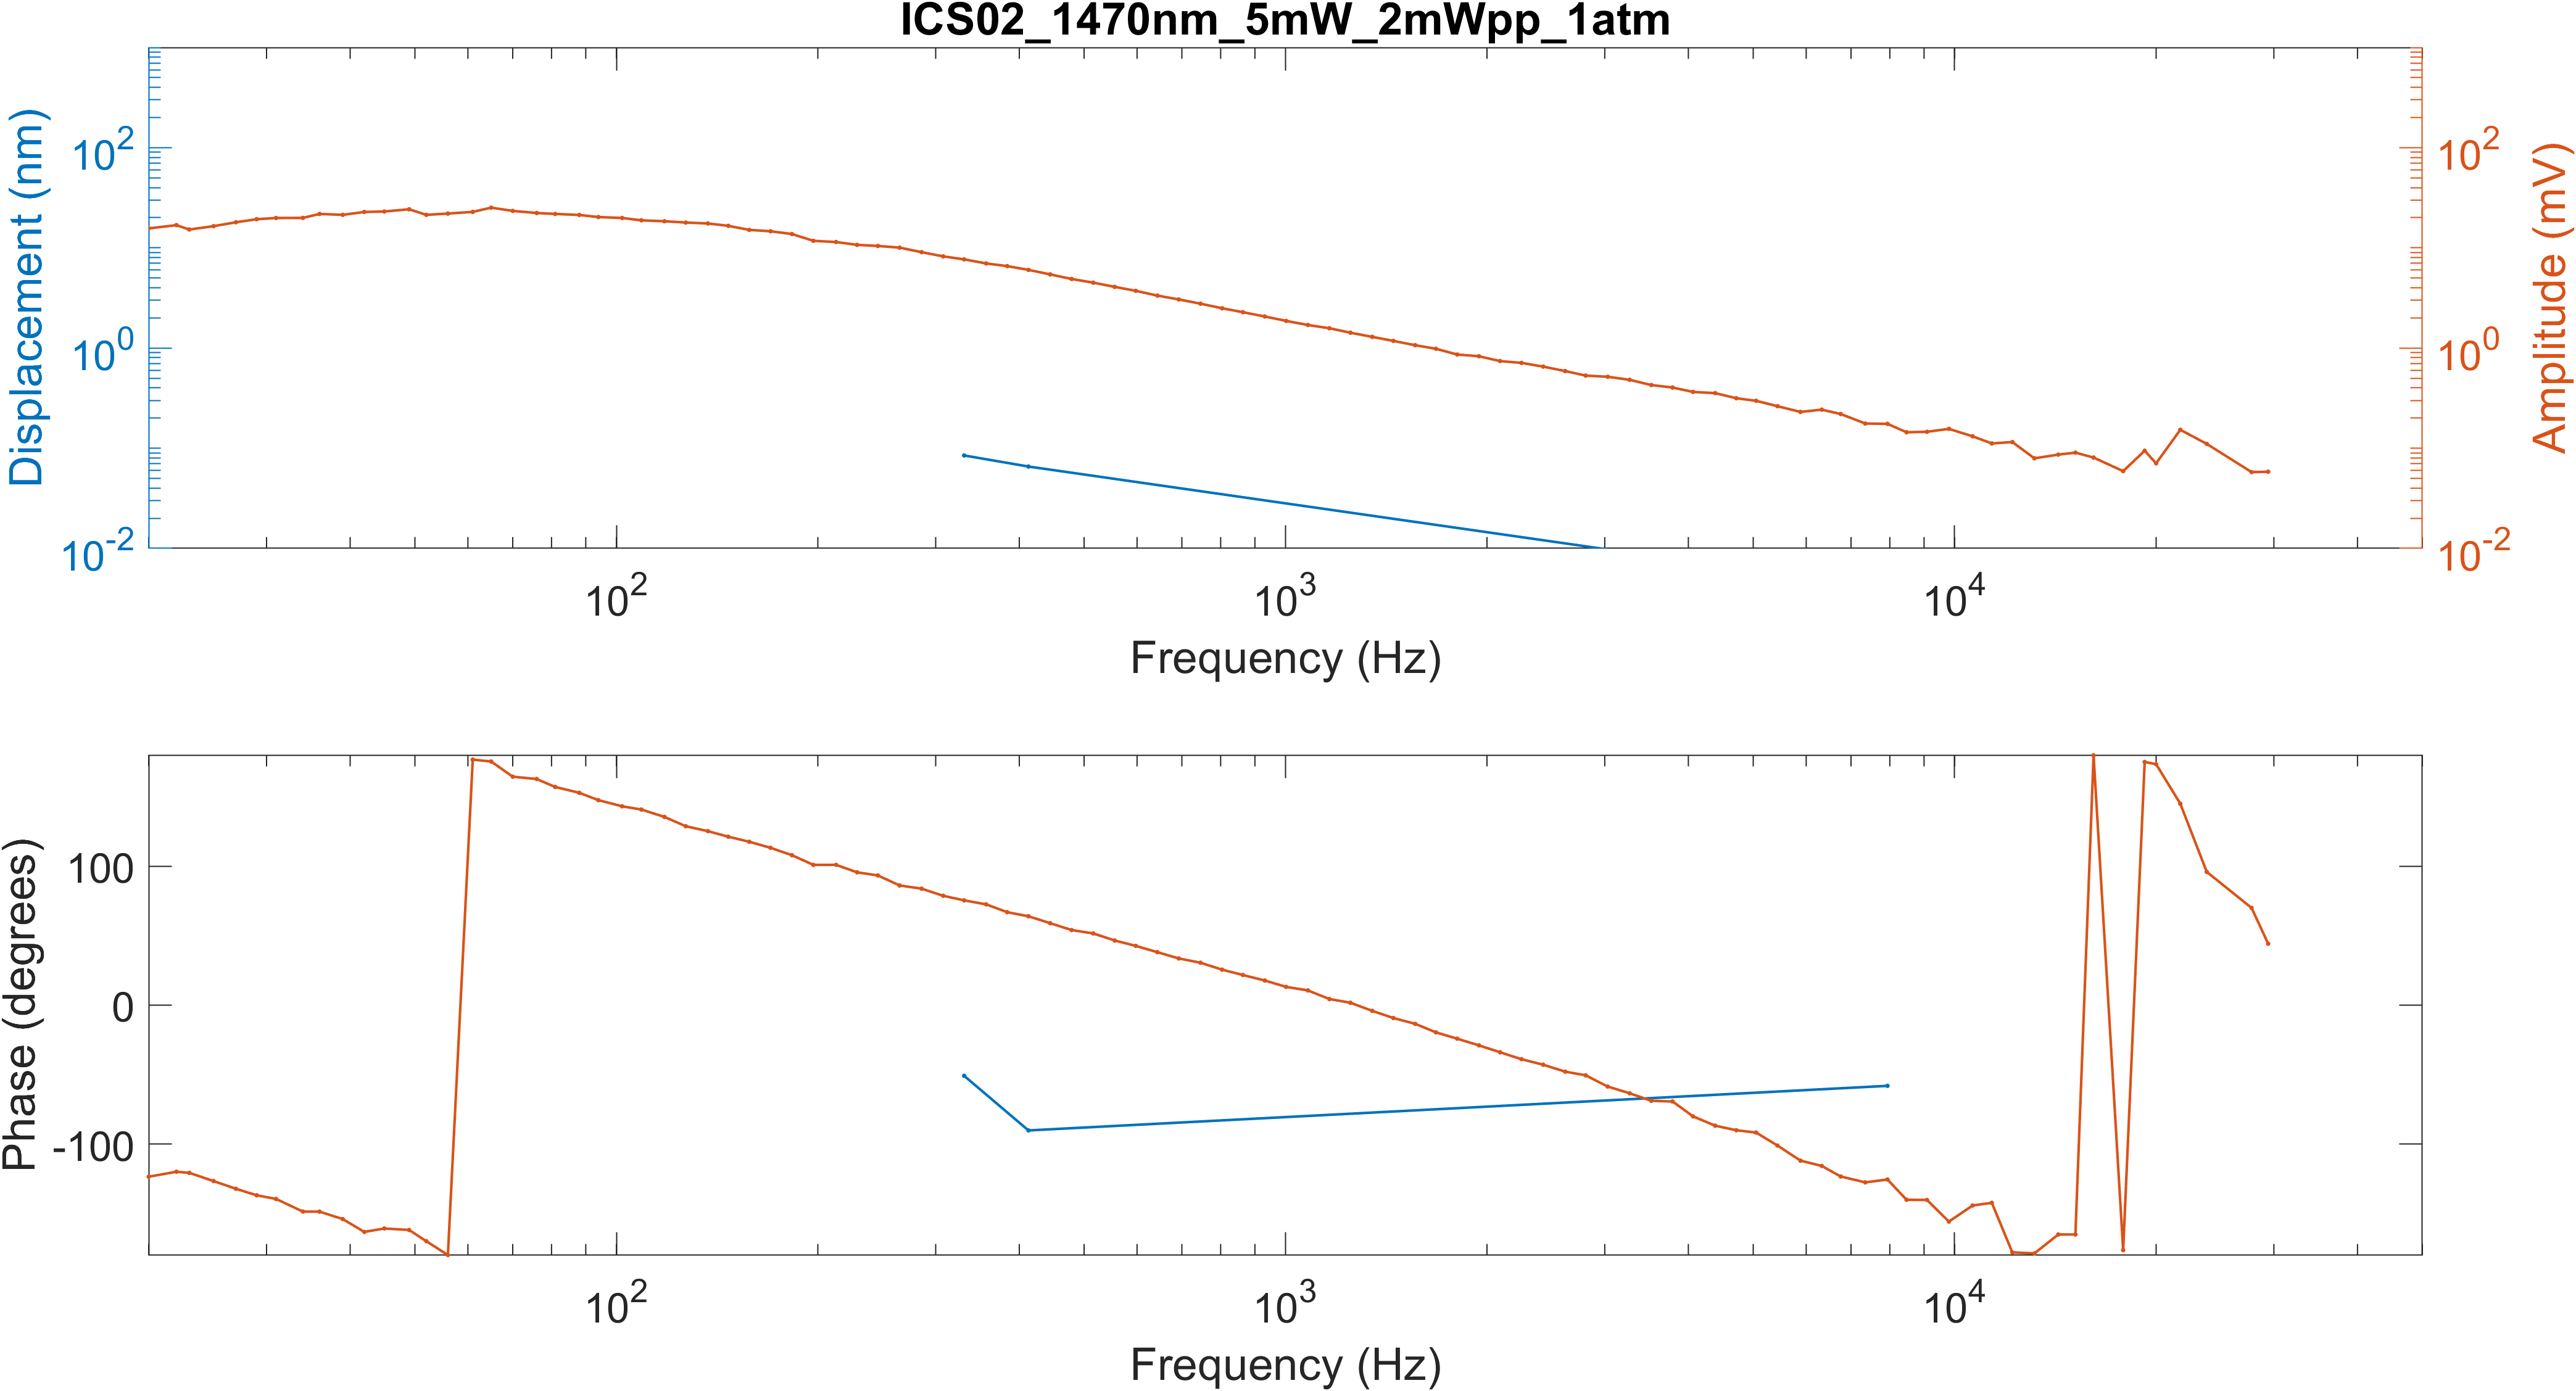 ICS02_1470nm_5mW_2mWpp_1atm
Displacement (nm)
10^2
10^0
10^-2
10^2
10^0
10^-2
Amplitude (mV)
10^2
10^3
10^4
Frequency (Hz)
Phase (degrees)
100
0
-100
10^2
10^3
10^4
Frequency (Hz)